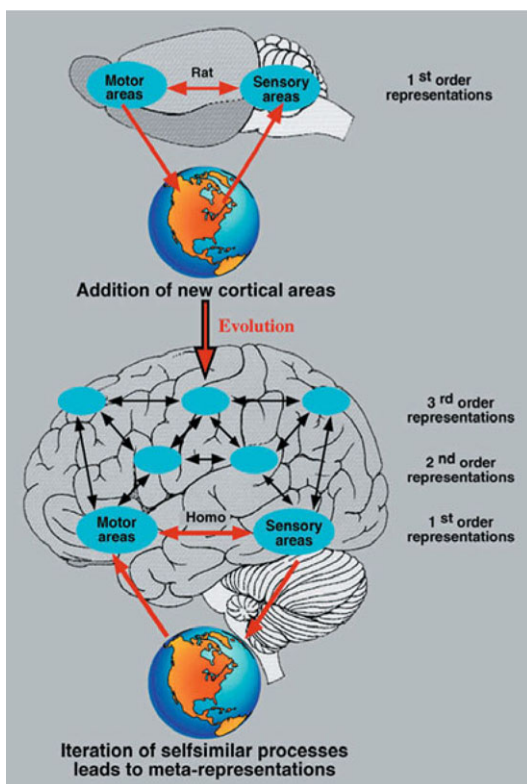 Rat
Motor
areas
Sensory
areas
1 st order
representations
Addition of new cortical areas
Evolution
3 rd order
representations
2 nd order
representations
Homo
Motor
areas
Sensory
areas
1 st order
representations
Iteration of selfsimilar processes
leads to meta-representations